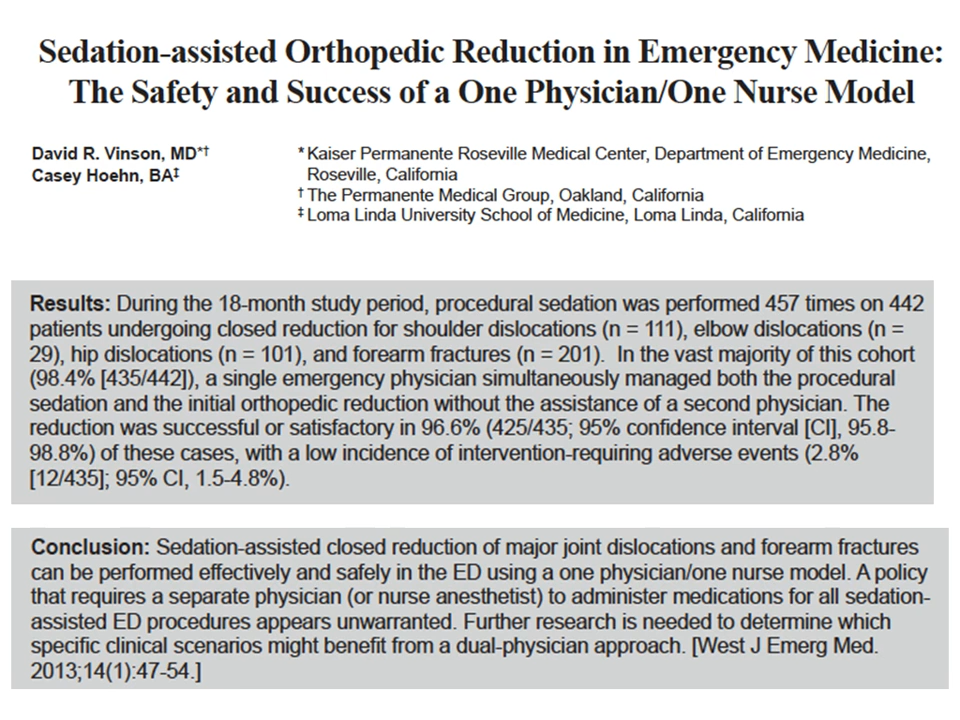 Sedation-assisted Orthopedic Reduction in Emergency Medicine:
The Safety and Success of a One Physician/One Nurse Model
David R. Vinson, MD*†
Casey Hoehn, BA‡
* Kaiser Permanente Roseville Medical Center, Department of Emergency Medicine,
Roseville, California
† The Permanente Medical Group, Oakland, California
‡ Loma Linda University School of Medicine, Loma Linda, California
Results: During the 18-month study period, procedural sedation was performed 457 times on 442
patients undergoing closed reduction for shoulder dislocations (n = 111), elbow dislocations (n =
29), hip dislocations (n = 101), and forearm fractures (n = 201). In the vast majority of this cohort
(98.4% [435/442]), a single emergency physician simultaneously managed both the procedural
sedation and the initial orthopedic reduction without the assistance of a second physician. The
reduction was successful or satisfactory in 96.6% (425/435; 95% confidence interval [CI], 95.8-
98.8%) of these cases, with a low incidence of intervention-requiring adverse events (2.8%
[12/435]; 95% CI, 1.5-4.8%).
Conclusion: Sedation-assisted closed reduction of major joint dislocations and forearm fractures
can be performed effectively and safely in the ED using a one physician/one nurse model. A policy
that requires a separate physician (or nurse anesthetist) to administer medications for all sedation-
assisted ED procedures appears unwarranted. Further research is needed to determine which
specific clinical scenarios might benefit from a dual-physician approach. [West J Emerg Med.
2013;14(1):47-54.]